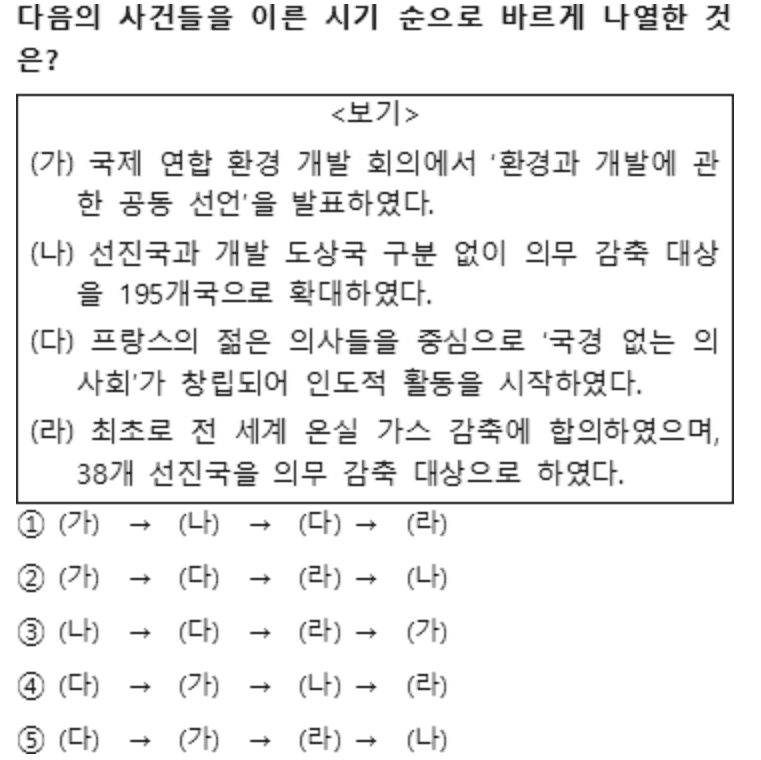 다음의 사건들을 이른 시기 순으로 바르게 나열한 것
은?
<보기>
(가) 국제 연합 환경 개발 회의에서 '환경과 개발에 관
한 공동 선언'을 발표하였다.
(나) 선진국과 개발 도상국 구분 없이 의무 감축 대상
을 195개국으로 확대하였다.
(다) 프랑스의 젊은 의사들을 중심으로 '국경 없는 의
사회'가 창립되어 인도적 활동을 시작하였다.
(라) 최초로 전 세계 온실 가스 감축에 합의하였으며,
38개 선진국을 의무 감축 대상으로 하였다.
① (가) → (나) → (다) → (라)
② (가) → (다) → (라) → (나)
③ (나) → (다) → (라) → (가)
④ (다) → (가) → (나) → (라)
⑤ (다) → (가) → (라) → (나)